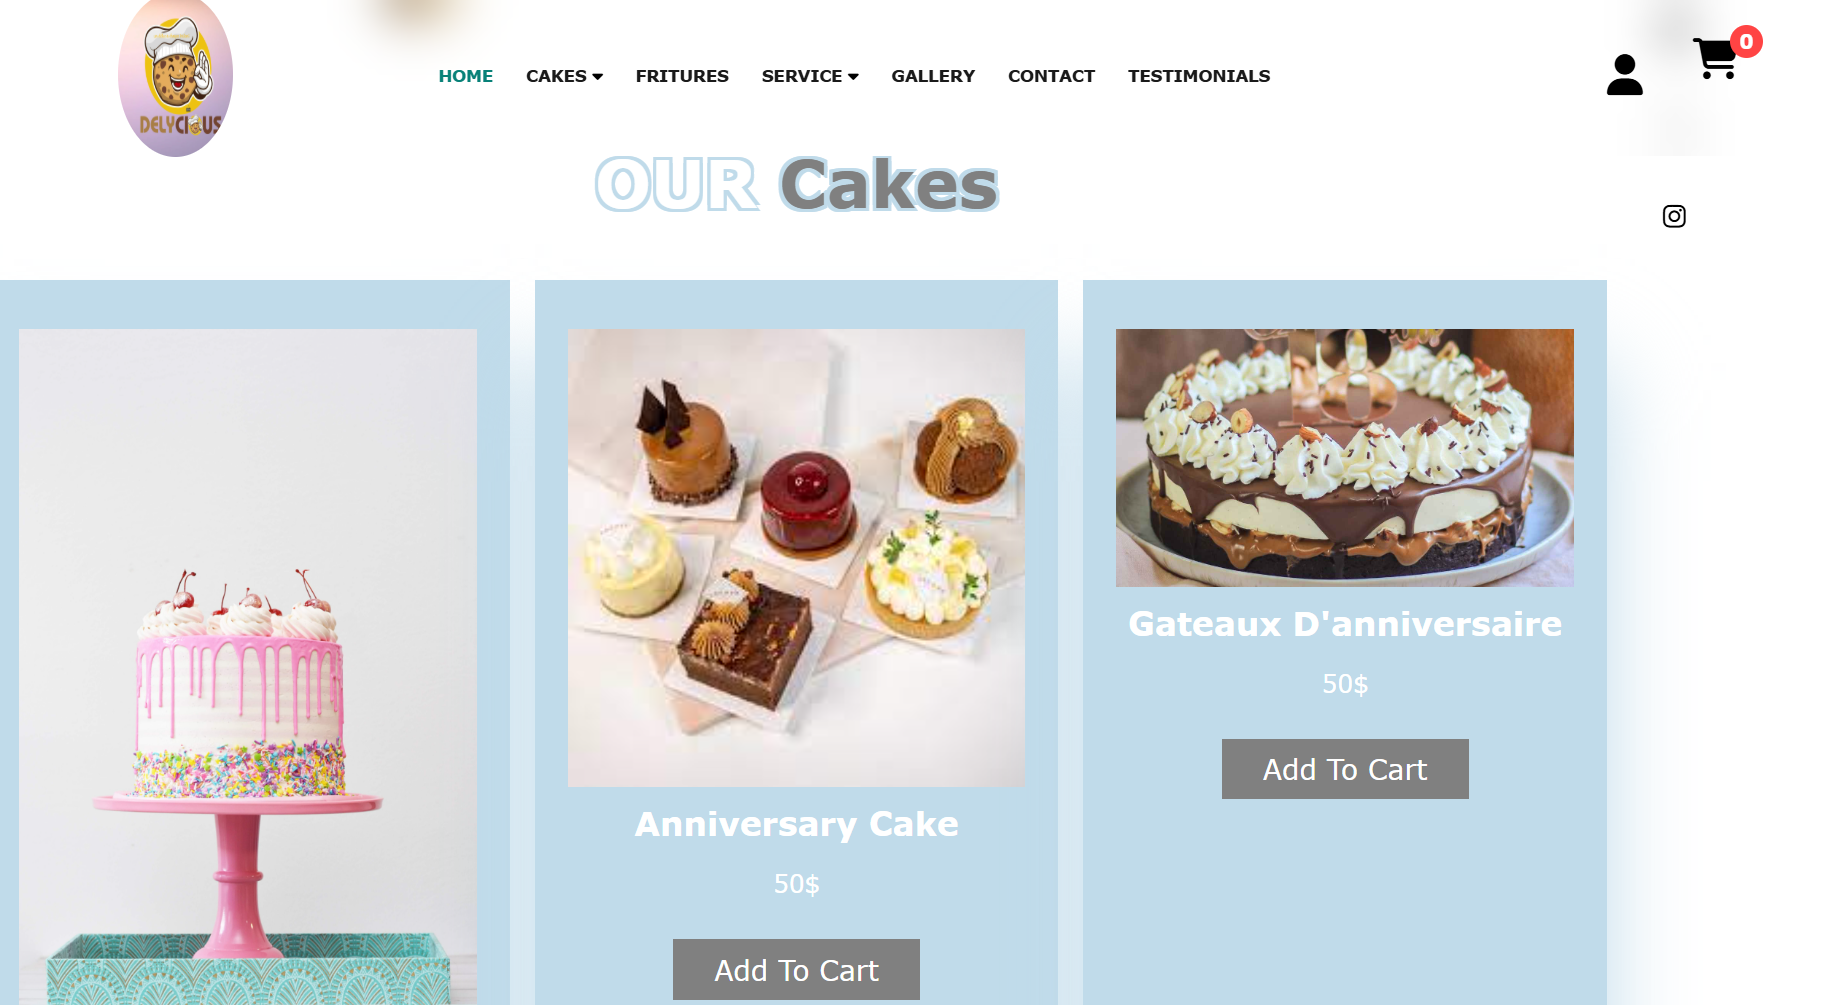 DELYCIOUS
HOME CAKES FRITURES SERVICE GALLERY CONTACT TESTIMONIALS
0
OUR Cakes
18
Gateaux D'anniversaire
50$
Add To Cart
Anniversary Cake
50$
Add To Cart